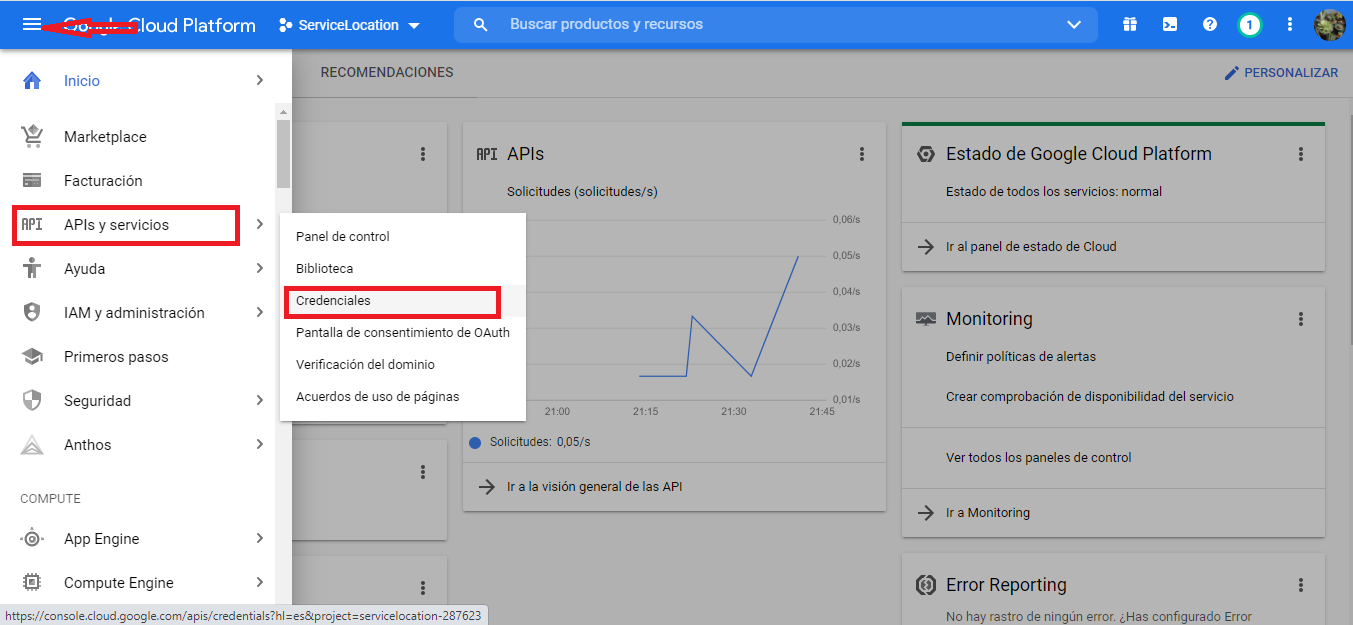 Google Cloud Platform
ServiceLocation
Buscar productos y recursos
1
Inicio
RECOMENDACIONES
PERSONALIZAR
Marketplace
Facturación
API APIs y servicios
Ayuda
IAM y administración
Primeros pasos
Seguridad
Anthos
COMPUTE
App Engine
Compute Engine
Panel de control
Biblioteca
Credenciales
Pantalla de consentimiento de OAuth
Verificación del dominio
Acuerdos de uso de páginas
API APIs
Solicitudes (solicitudes/s)
0,06/s
0,05/s
0,04/s
0,03/s
0,02/s
0,01/s
21:00 21:15 21:30 21:45
Solicitudes: 0,05/s
Ir a la visión general de las API
Estado de Google Cloud Platform
Estado de todos los servicios: normal
Ir al panel de estado de Cloud
Monitoring
Definir políticas de alertas
Crear comprobación de disponibilidad del servicio
Ver todos los paneles de control
Ir a Monitoring
Error Reporting
No hay rastro de ningún error. ¿Has configurado Error
https://console.cloud.google.com/apis/credentials?hl=es&project=servicelocation-287623